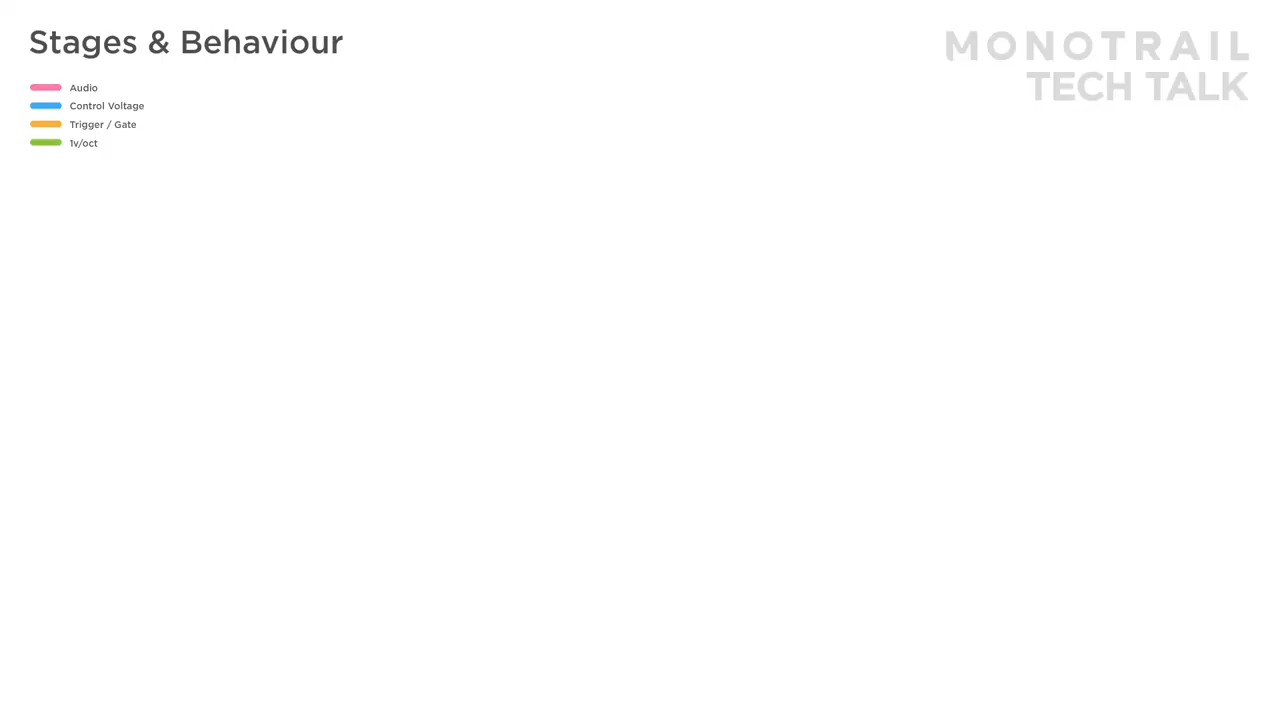 Stages & Behaviour
MONOTRAIL
TECH TALK
Audio
Control Voltage
Trigger / Gate
1v/oct